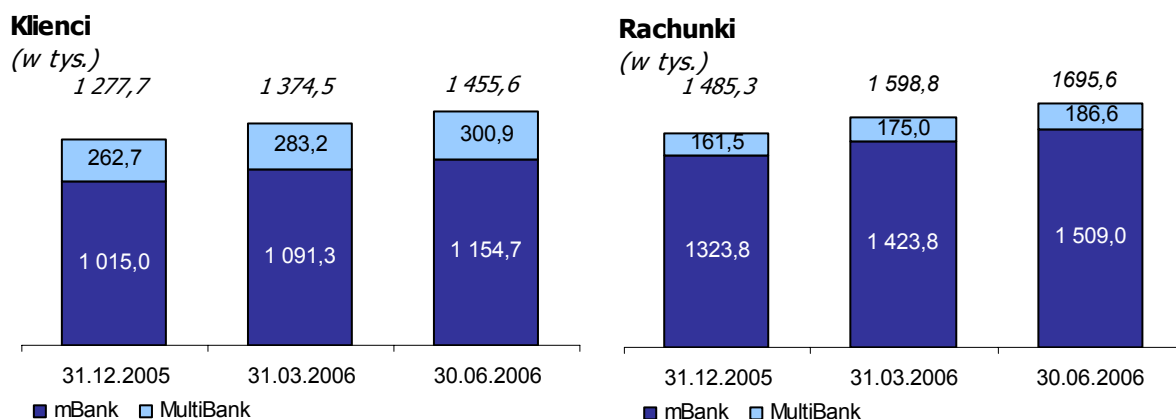 Klienci
(w tys.)
1 277,7 1 374,5 1 455,6
262,7 283,2 300,9
1 015,0 1 091,3 1 154,7
31.12.2005 31.03.2006 30.06.2006
mBank MultiBank
Rachunki
(w tys.)
1 485,3 1 598,8 1695,6
161,5 175,0 186,6
1323,8 1 423,8 1 509,0
31.12.2005 31.03.2006 30.06.2006
mBank MultiBank